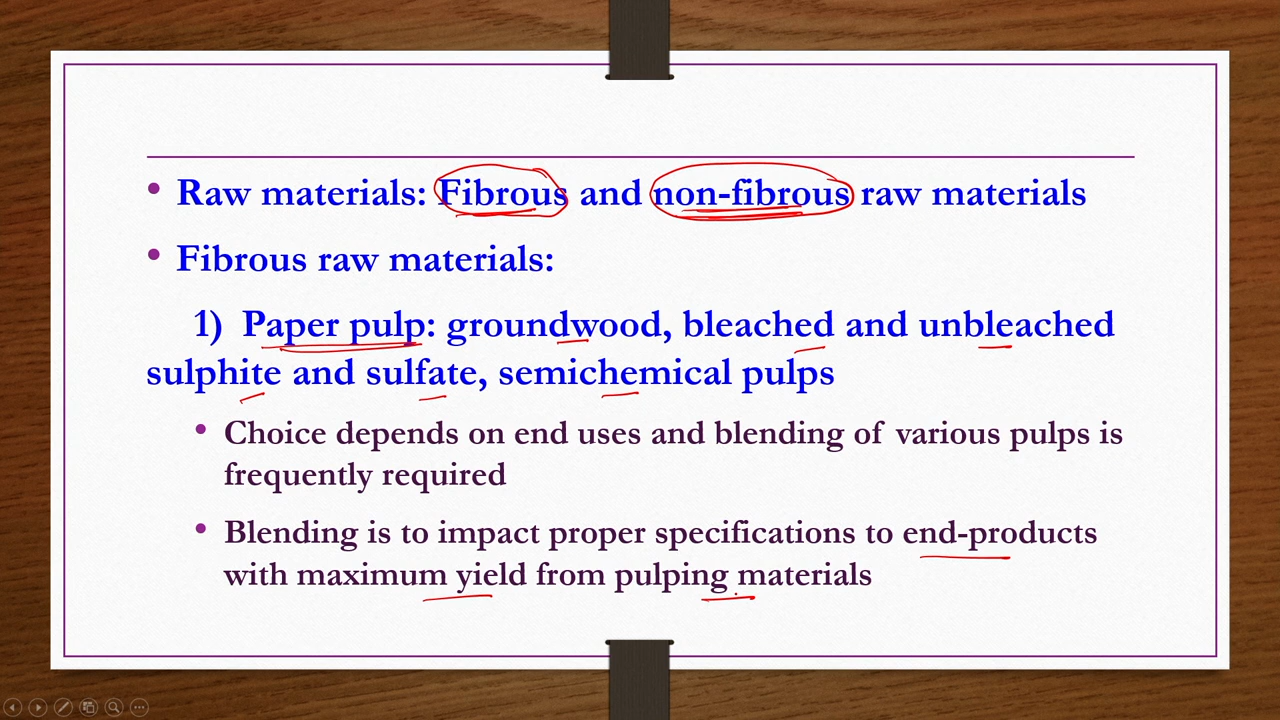 • Raw materials: Fibrous and non-fibrous raw materials
• Fibrous raw materials:
1) Paper pulp: groundwood, bleached and unbleached
sulphite and sulfate, semichemical pulps
• Choice depends on end uses and blending of various pulps is
frequently required
• Blending is to impact proper specifications to end-products
with maximum yield from pulping materials